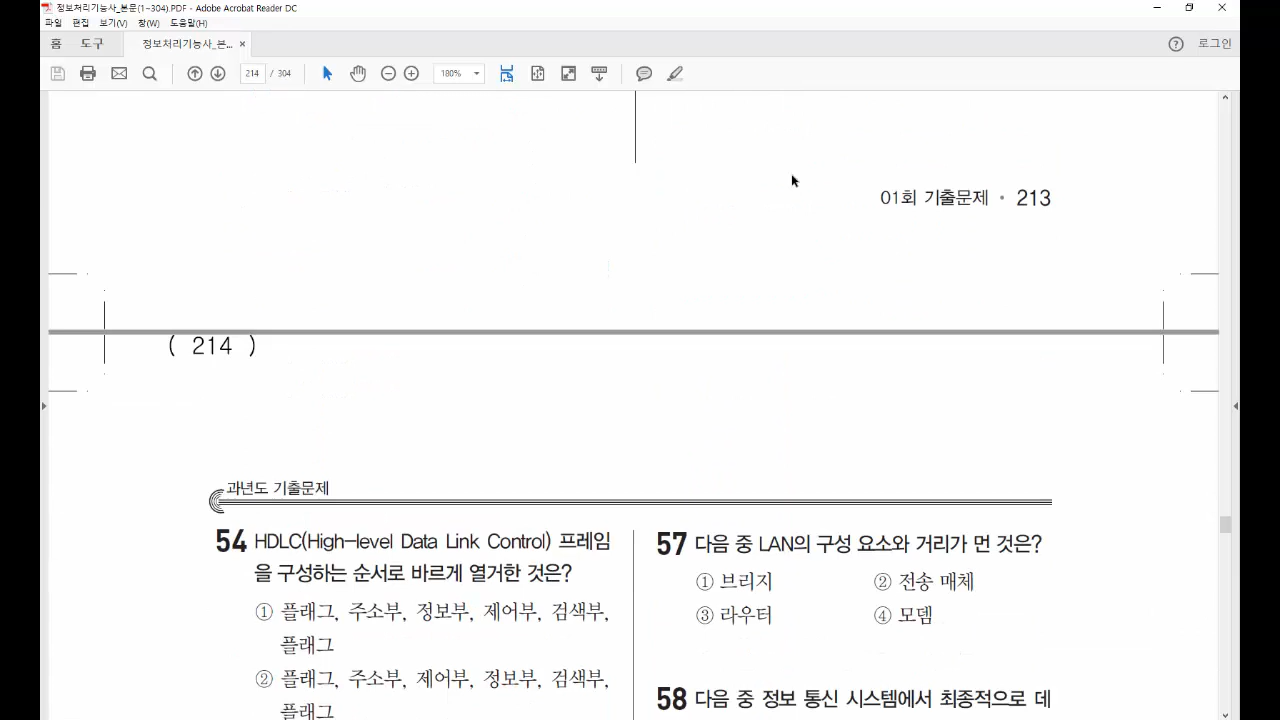 정보처리기능사_본문(1-304).PDF - Adobe Acrobat Reader DC
파일 편집 보기(V) 창(W) 도움말(H)
홈 도구 정보처리기능사_본... × ? 로그인
214 / 304 180%
01회 기출문제 • 213
( 214 )
과년도 기출문제
54 HDLC(High-level Data Link Control) 프레임
을 구성하는 순서로 바르게 열거한 것은?
① 플래그, 주소부, 정보부, 제어부, 검색부,
플래그
② 플래그, 주소부, 제어부, 정보부, 검색부,
플래그
57 다음 중 LAN의 구성 요소와 거리가 먼 것은?
① 브리지 ② 전송 매체
③ 라우터 ④ 모뎀
58 다음 중 정보 통신 시스템에서 최종적으로 데